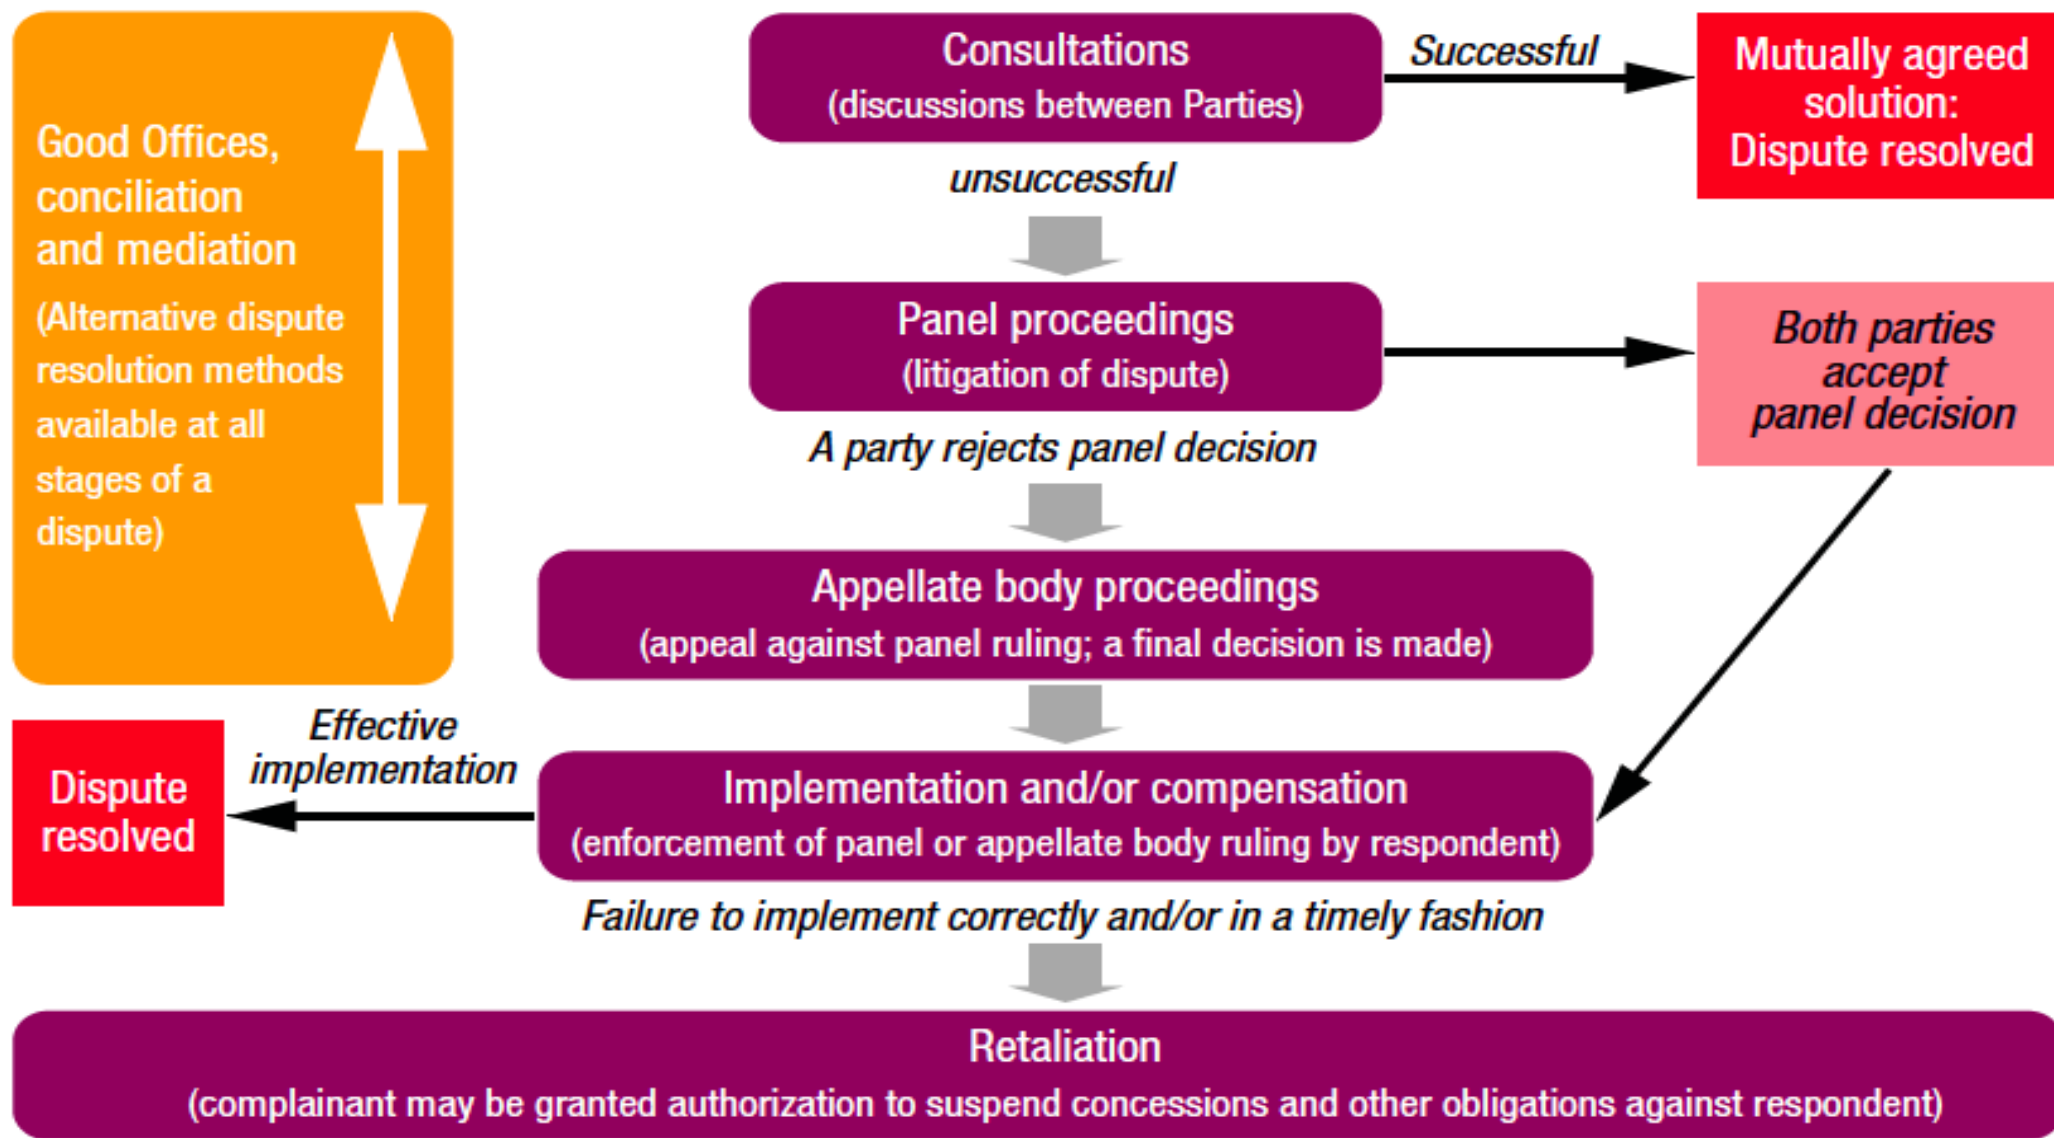 Good Offices,
conciliation
and mediation
(Alternative dispute
resolution methods
available at all
stages of a
dispute)
Consultations
(discussions between Parties)
Successful
Mutually agreed
solution:
Dispute resolved
unsuccessful
Panel proceedings
(litigation of dispute)
Both parties
accept
panel decision
A party rejects panel decision
Appellate body proceedings
(appeal against panel ruling; a final decision is made)
Effective
implementation
Dispute
resolved
Implementation and/or compensation
(enforcement of panel or appellate body ruling by respondent)
Failure to implement correctly and/or in a timely fashion
Retaliation
(complainant may be granted authorization to suspend concessions and other obligations against respondent)